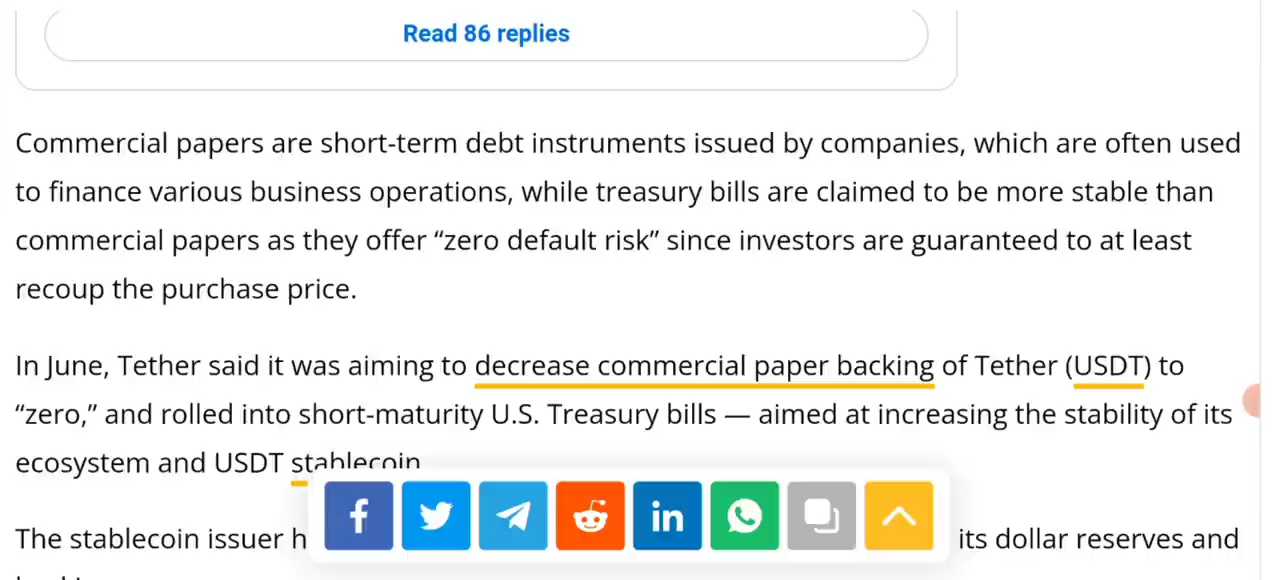 Read 86 replies
Commercial papers are short-term debt instruments issued by companies, which are often used
to finance various business operations, while treasury bills are claimed to be more stable than
commercial papers as they offer “zero default risk” since investors are guaranteed to at least
recoup the purchase price.
In June, Tether said it was aiming to decrease commercial paper backing of Tether (USDT) to
“zero,” and rolled into short-maturity U.S. Treasury bills — aimed at increasing the stability of its
ecosystem and USDT stablecoin
The stablecoin issuer h
its dollar reserves and